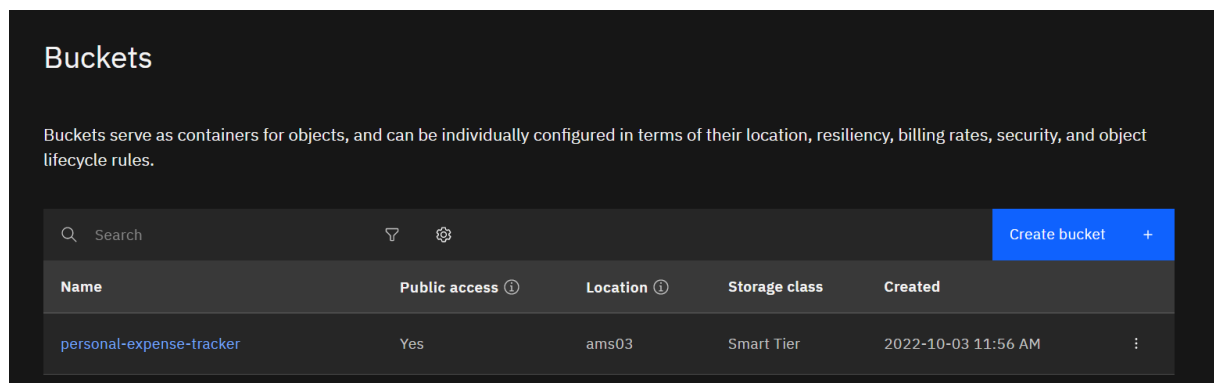 Buckets
Buckets serve as containers for objects, and can be individually configured in terms of their location, resiliency, billing rates, security, and object
lifecycle rules.
Search
Create bucket +
Name Public access Location Storage class Created
personal-expense-tracker Yes ams03 Smart Tier 2022-10-03 11:56 AM